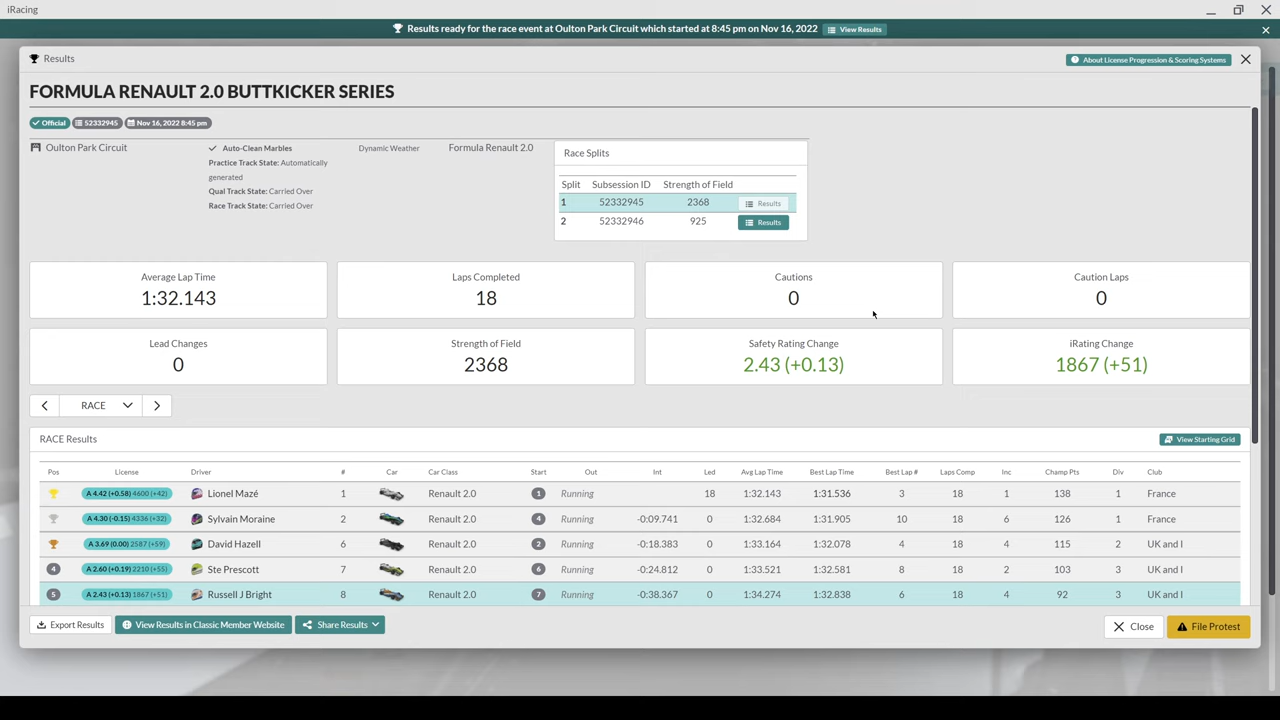 iRacing
Results ready for the race event at Oulton Park Circuit which started at 8:45 pm on Nov 16, 2022 View Results
Results
About License Progression & Scoring Systems
FORMULA RENAULT 2.0 BUTTKICKER SERIES
Official 52332945 Nov 16, 2022 8:45 pm
Oulton Park Circuit
Auto-Clean Marbles
Practice Track State: Automatically
generated
Qual Track State: Carried Over
Race Track State: Carried Over
Dynamic Weather
Formula Renault 2.0
Race Splits
Split Subsession ID Strength of Field
1 52332945 2368 Results
2 52332946 925 Results
Average Lap Time
1:32.143
Laps Completed
18
Cautions
0
Caution Laps
0
Lead Changes
0
Strength of Field
2368
Safety Rating Change
2.43 (+0.13)
iRating Change
1867 (+51)
RACE
RACE Results
View Starting Grid
Pos License Driver # Car Car Class Start Out Int Led Avg Lap Time Best Lap Time Best Lap # Laps Comp Inc Champ Pts Div Club
A 4.42 (+0.58) 4600 (+42) Lionel Mazé 1 Renault 2.0 1 Running 18 1:32.143 1:31.536 3 18 1 138 1 France
A 4.30 (-0.15) 4336 (+32) Sylvain Moraine 2 Renault 2.0 4 Running -0:09.741 0 1:32.684 1:31.905 10 18 6 126 1 France
A 3.69 (0.00) 2587 (+59) David Hazell 6 Renault 2.0 2 Running -0:18.383 0 1:33.164 1:32.078 4 18 4 115 2 UK and I
4 A 2.60 (+0.19) 2210 (+55) Ste Prescott 7 Renault 2.0 6 Running -0:24.812 0 1:33.521 1:32.581 8 18 2 103 3 UK and I
5 A 2.43 (+0.13) 1867 (+51) Russell J Bright 8 Renault 2.0 7 Running -0:38.367 0 1:34.274 1:32.838 6 18 4 92 3 UK and I
Export Results
View Results in Classic Member Website
Share Results
Close
File Protest